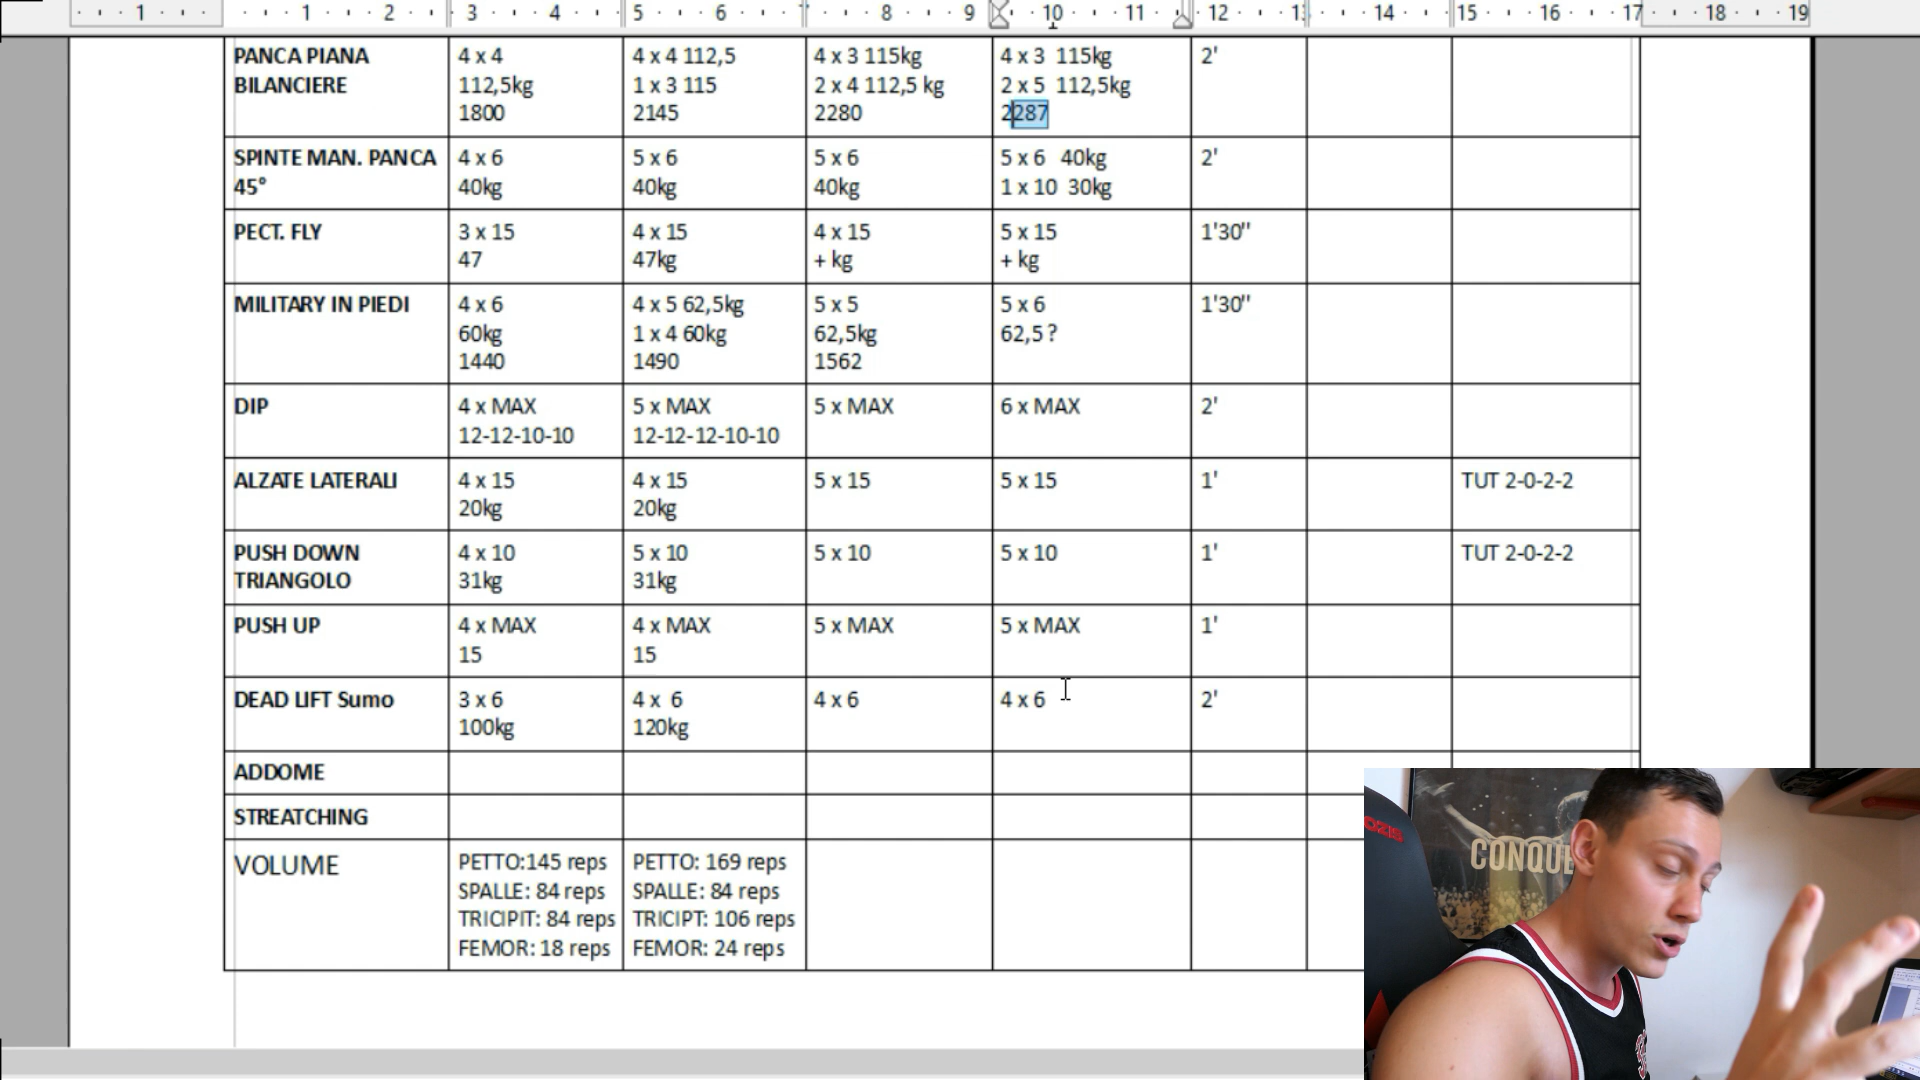 1 1 2 3 4 5 6 8 9 10 11 12 13 14 15 16 17 18 19
PANCA PIANA BILANCIERE
4 x 4
112,5kg
1800
4 x 4 112,5
1 x 3 115
2145
4 x 3 115kg
2 x 4 112,5 kg
2280
4 x 3 115kg
2 x 5 112,5kg
2287
2'
SPINTE MAN. PANCA
45°
4 x 6
40kg
5 x 6
40kg
5 x 6
40kg
5 x 6 40kg
1 x 10 30kg
2'
PECT. FLY
3 x 15
47
4 x 15
47kg
4 x 15
+ kg
5 x 15
+ kg
1'30''
MILITARY IN PIEDI
4 x 6
60kg
1440
4 x 5 62,5kg
1 x 4 60kg
1490
5 x 5
62,5kg
1562
5 x 6
62,5 ?
1'30''
DIP
4 x MAX
12-12-10-10
5 x MAX
12-12-12-10-10
5 x MAX
6 x MAX
2'
ALZATE LATERALI
4 x 15
20kg
4 x 15
20kg
5 x 15
5 x 15
1'
TUT 2-0-2-2
PUSH DOWN
TRIANGOLO
4 x 10
31kg
5 x 10
31kg
5 x 10
5 x 10
1'
TUT 2-0-2-2
PUSH UP
4 x MAX
15
4 x MAX
15
5 x MAX
5 x MAX
1'
DEAD LIFT Sumo
3 x 6
100kg
4 x 6
120kg
4 x 6
4 x 6
2'
ADDOME
STREATCHING
VOLUME
PETTO:145 reps
SPALLE: 84 reps
TRICIPIT: 84 reps
FEMOR: 18 reps
PETTO: 169 reps
SPALLE: 84 reps
TRICIPT: 106 reps
FEMOR: 24 reps
CONQUE